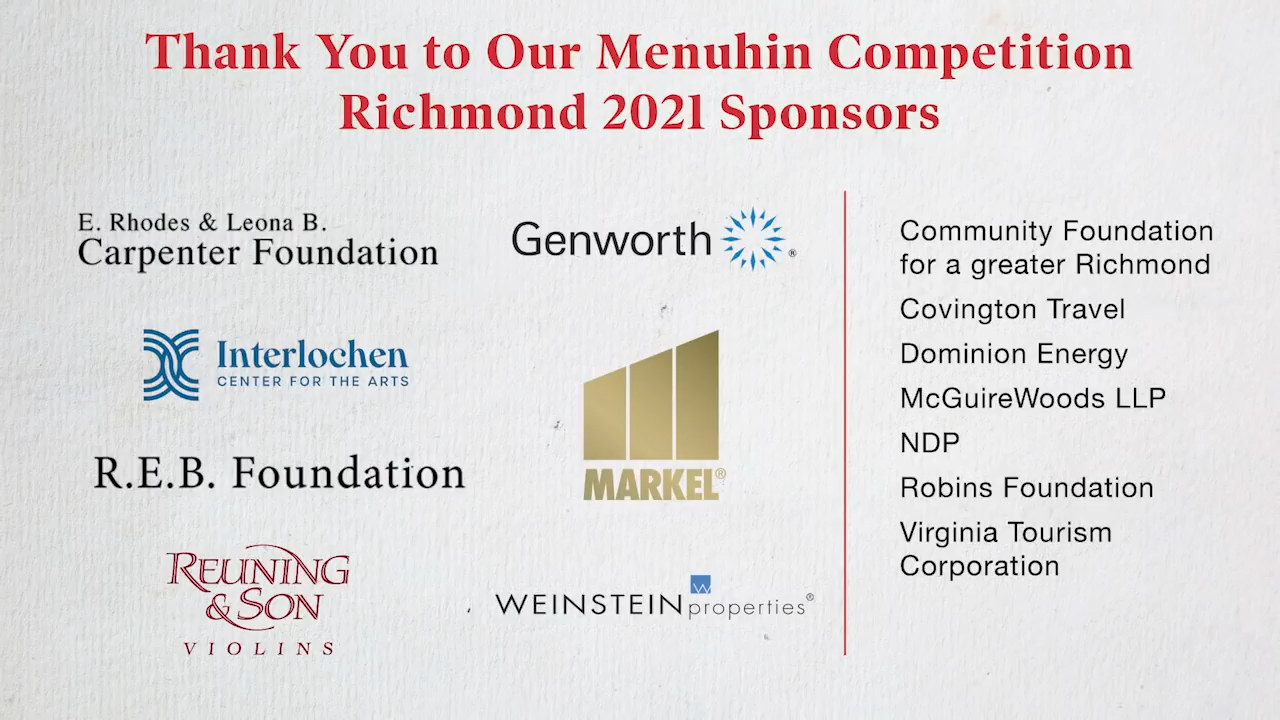 Thank You to Our Menuhin Competition
Richmond 2021 Sponsors
E. Rhodes & Leona B.
Carpenter Foundation
Interlochen
CENTER FOR THE ARTS
R.E.B. Foundation
REUNING
& SON
VIOLINS
Genworth®
MARKEL®
W
WEINSTEIN properties®
Community Foundation
for a greater Richmond
Covington Travel
Dominion Energy
McGuireWoods LLP
NDP
Robins Foundation
Virginia Tourism
Corporation